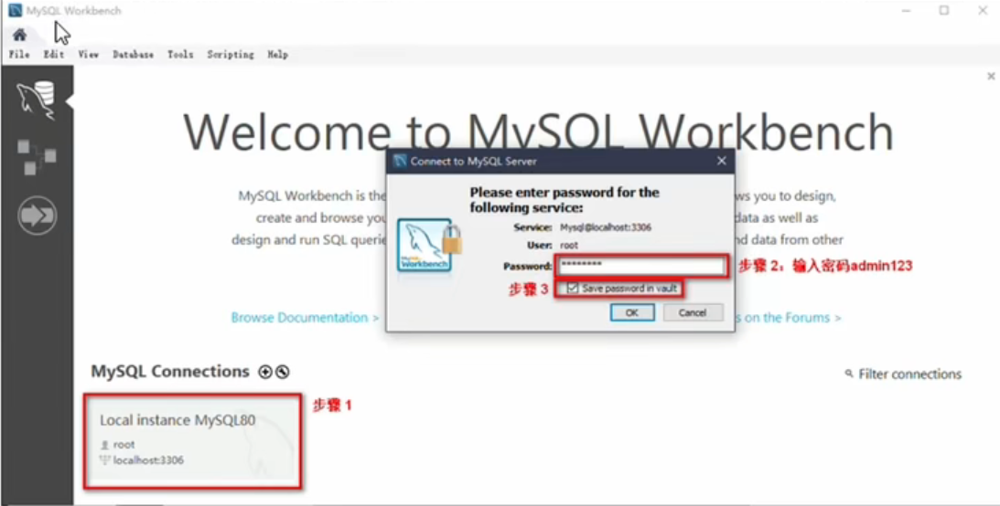 MySQL Workbench
File Edit View Database Tools Scripting Help
Welcome to MySQL Workbench
Connect to MySQL Server
MySQL Workbench is the
ws you to design,
create and browse you
data as well as
design and run SQL querie
nd data from other
Please enter password for the
following service:
Service: Mysql@localhost:3306
User: root
MySQL
Workbench
Password: ********
步骤 2：输入密码admin123
步骤 3
Save password in vault
OK Cancel
Browse Documentation >
s on the Forums >
MySQL Connections
Filter connections
步骤 1
Local instance MySQL80
root
localhost:3306